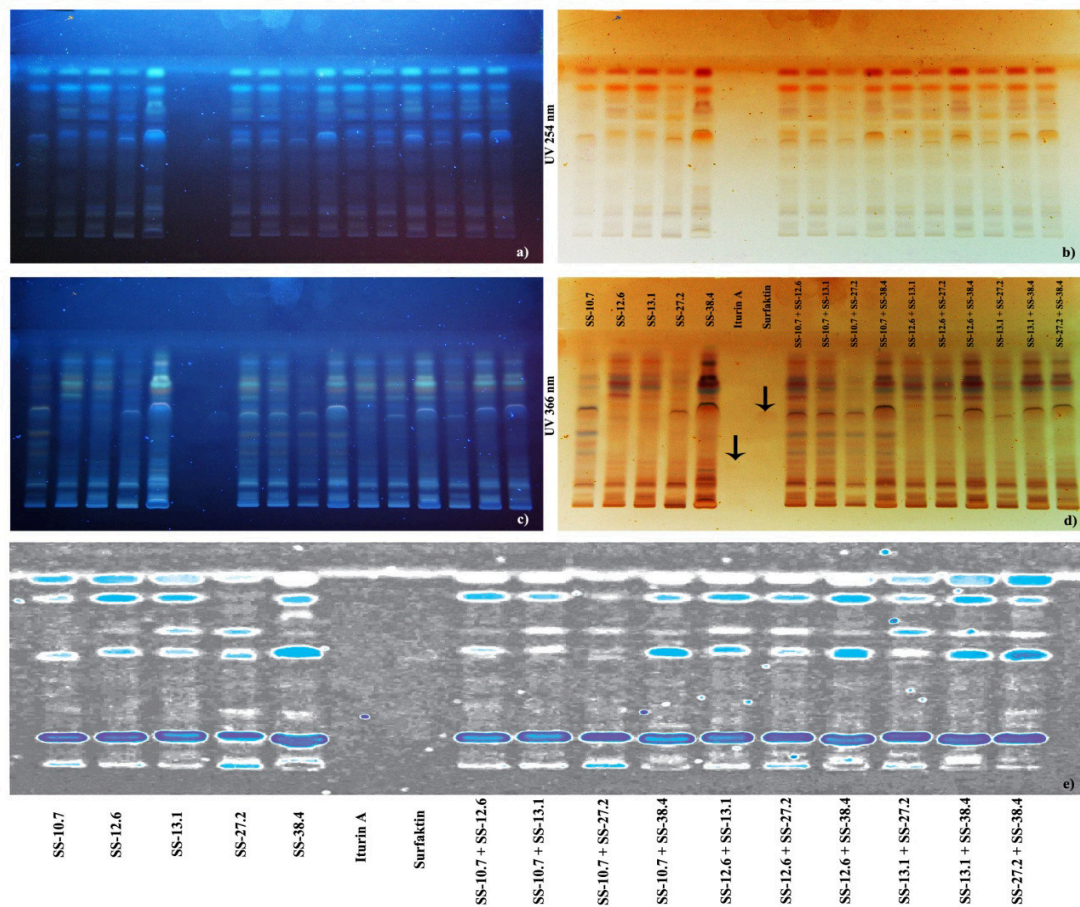 a)
UV 254 nm
b)
c)
UV 366 nm
SS-10.7
SS-12.6
SS-13.1
SS-27.2
SS-38.4
Iturin A
Surfaktin
SS-10.7 + SS-12.6
SS-10.7 + SS-13.1
SS-10.7 + SS-27.2
SS-10.7 + SS-38.4
SS-12.6 + SS-13.1
SS-12.6 + SS-27.2
SS-12.6 + SS-38.4
SS-13.1 + SS-27.2
SS-13.1 + SS-38.4
SS-27.2 + SS-38.4
d)
e)
SS-10.7
SS-12.6
SS-13.1
SS-27.2
SS-38.4
Iturin A
Surfaktin
SS-10.7 + SS-12.6
SS-10.7 + SS-13.1
SS-10.7 + SS-27.2
SS-10.7 + SS-38.4
SS-12.6 + SS-13.1
SS-12.6 + SS-27.2
SS-12.6 + SS-38.4
SS-13.1 + SS-27.2
SS-13.1 + SS-38.4
SS-27.2 + SS-38.4